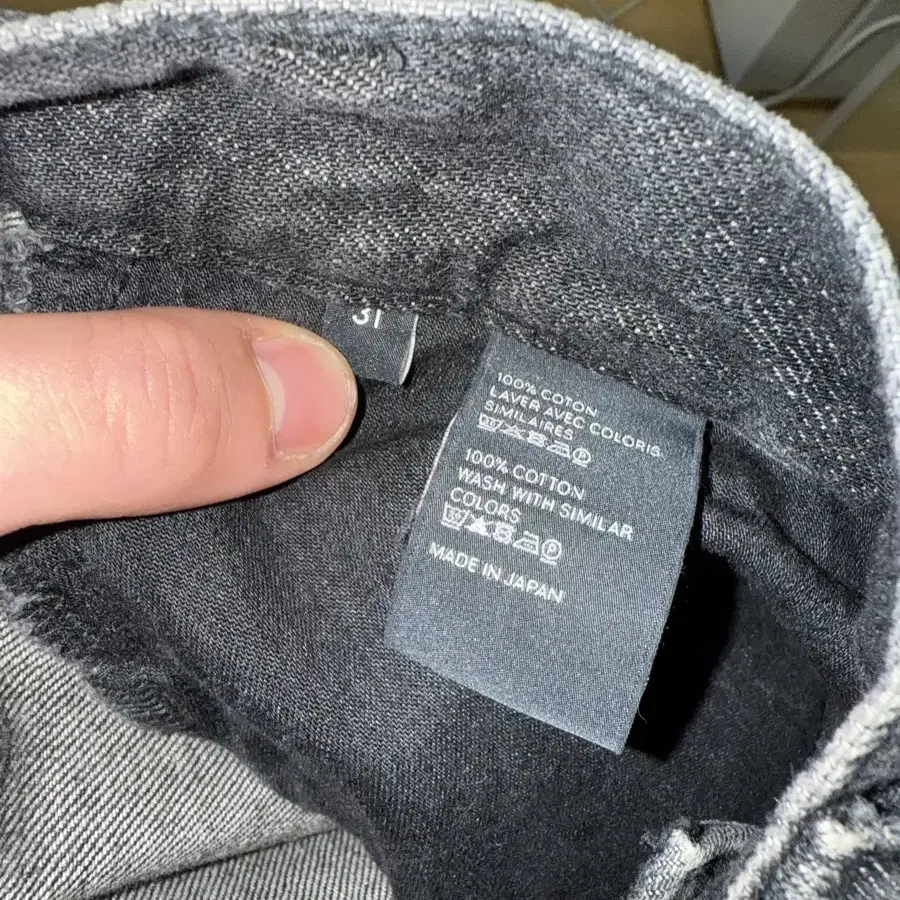 31
100% COTON
LAVER AVEC COLORIS
SIMILAIRES
100% COTTON
WASH WITH SIMILAR
COLORS
P
MADE IN JAPAN